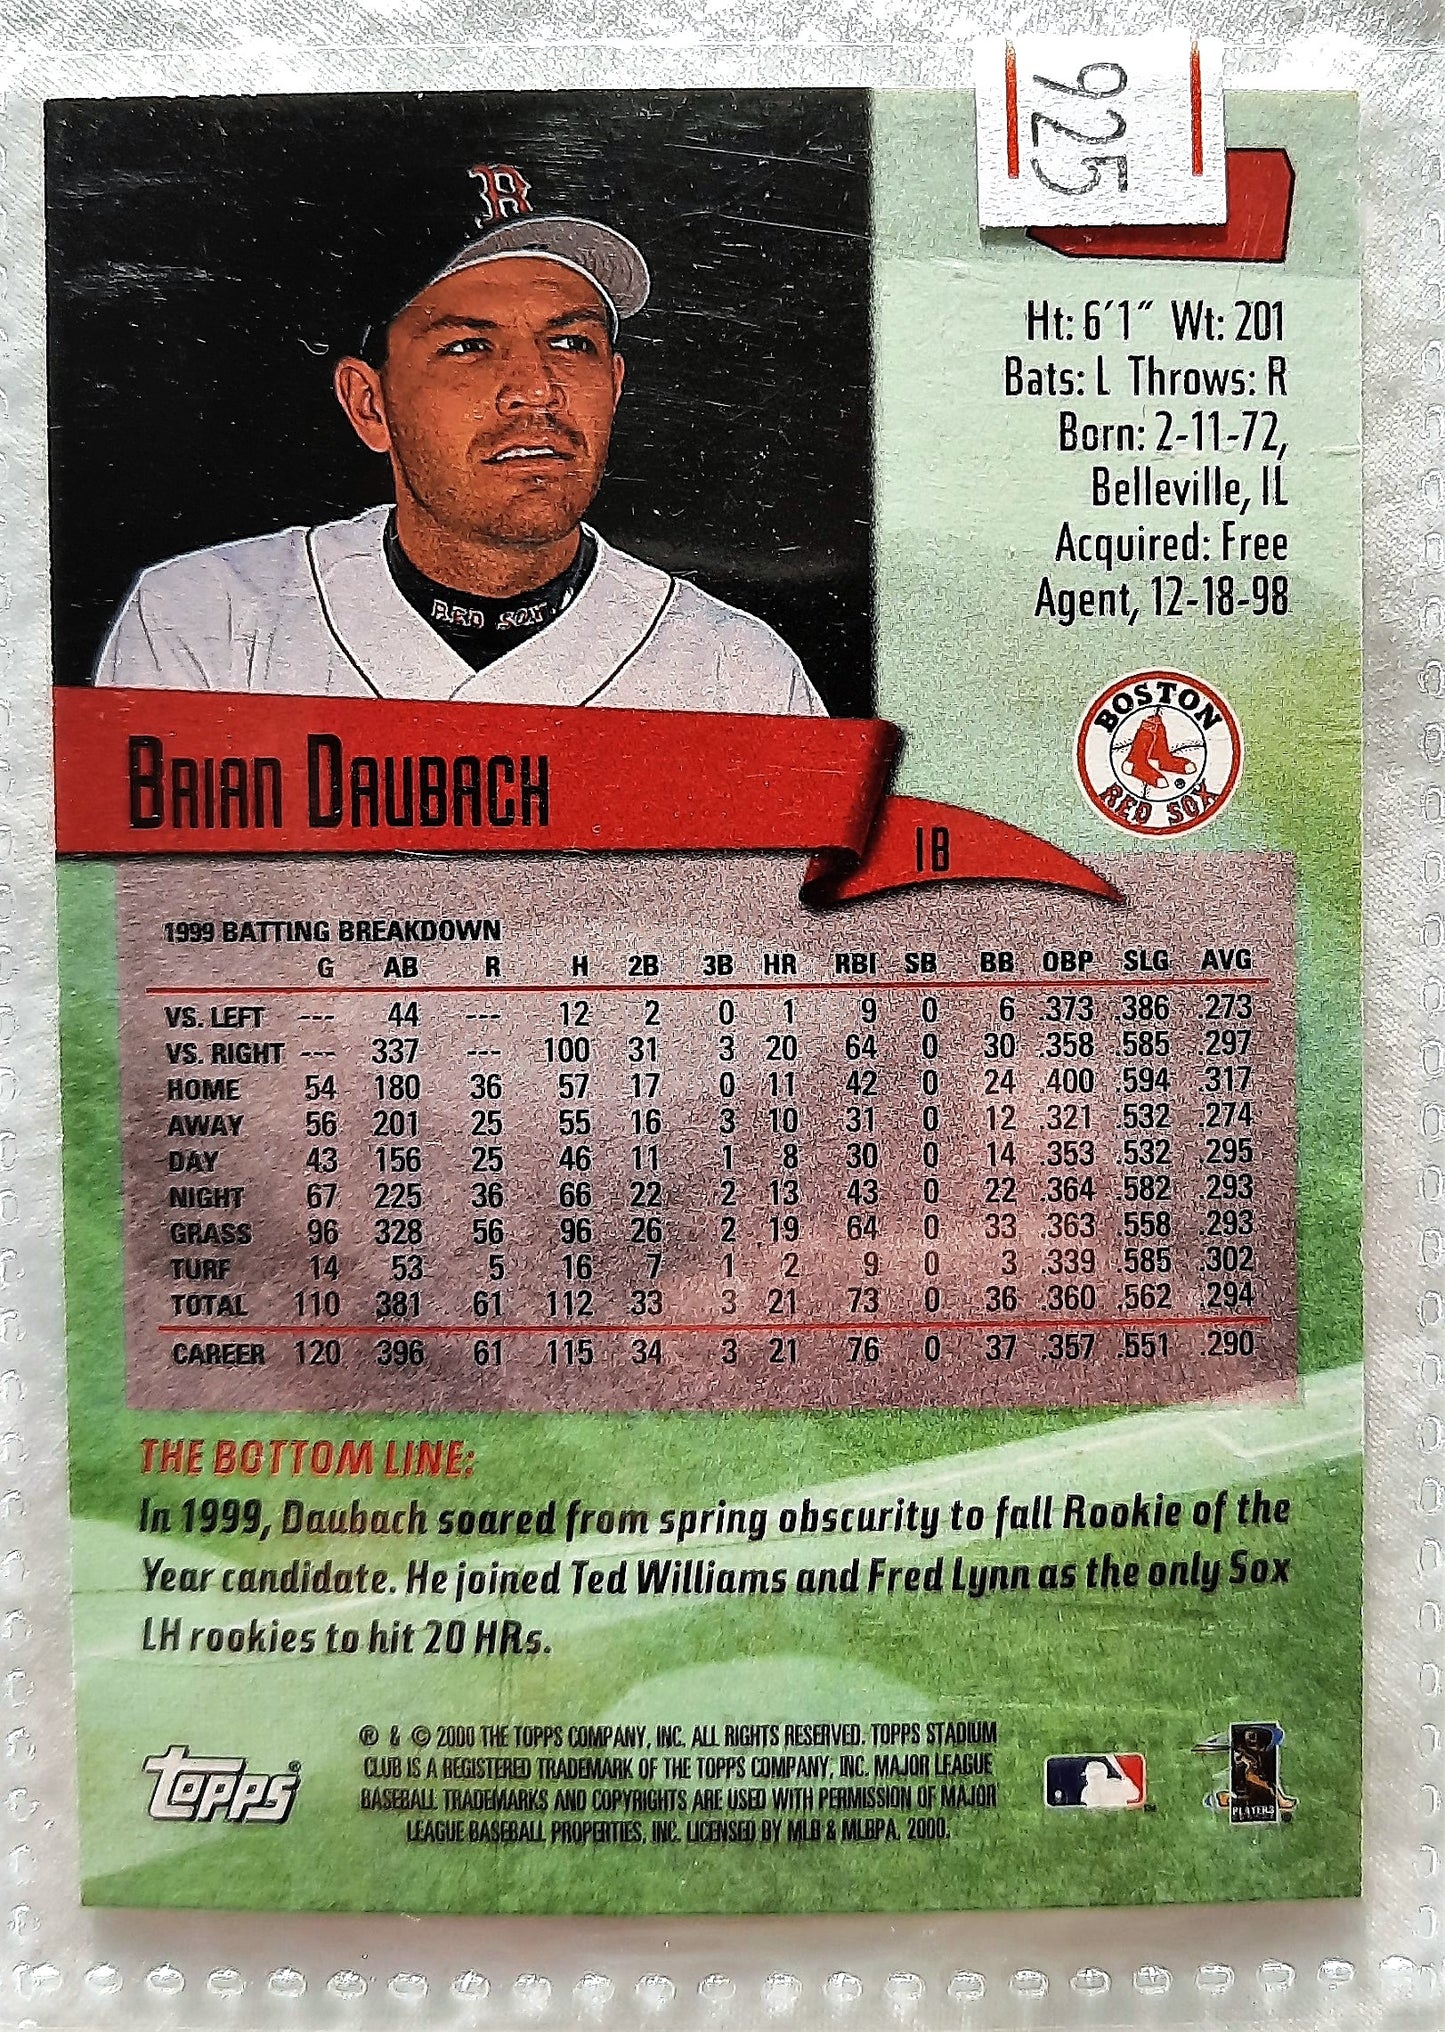 925
B
Ht: 6'1" Wt: 201
Bats: L Throws: R
Born: 2-11-72,
Belleville, IL
Acquired: Free
Agent, 12-18-98
RED SOX
BOSTON
RED SOX
BRIAN DAUBACH
1B
1999 BATTING BREAKDOWN
G AB R H 2B 3B HR RBI SB BB OBP SLG AVG
VS. LEFT --- 44 --- 12 2 0 1 9 0 6 .373 .386 .273
VS. RIGHT --- 337 --- 100 31 3 20 64 0 30 .358 .585 .297
HOME 54 180 36 57 17 0 11 42 0 24 .400 .594 .317
AWAY 56 201 25 55 16 3 10 31 0 12 .321 .532 .274
DAY 43 156 25 46 11 1 8 30 0 14 .353 .532 .295
NIGHT 67 225 36 66 22 2 13 43 0 22 .364 .582 .293
GRASS 96 328 56 96 26 2 19 64 0 33 .363 .558 .293
TURF 14 53 5 16 7 1 2 9 0 3 .339 .585 .302
TOTAL 110 381 61 112 33 3 21 73 0 36 .360 .562 .294
CAREER 120 396 61 115 34 3 21 76 0 37 .357 .551 .290
THE BOTTOM LINE:
In 1999, Daubach soared from spring obscurity to fall Rookie of the
Year candidate. He joined Ted Williams and Fred Lynn as the only Sox
LH rookies to hit 20 HRs.
® & © 2000 THE TOPPS COMPANY, INC. ALL RIGHTS RESERVED. TOPPS STADIUM
CLUB IS A REGISTERED TRADEMARK OF THE TOPPS COMPANY, INC. MAJOR LEAGUE
BASEBALL TRADEMARKS AND COPYRIGHTS ARE USED WITH PERMISSION OF MAJOR
LEAGUE BASEBALL PROPERTIES, INC. LICENSED BY MLB & MLBPA, 2000.
Topps®
PLAYERS